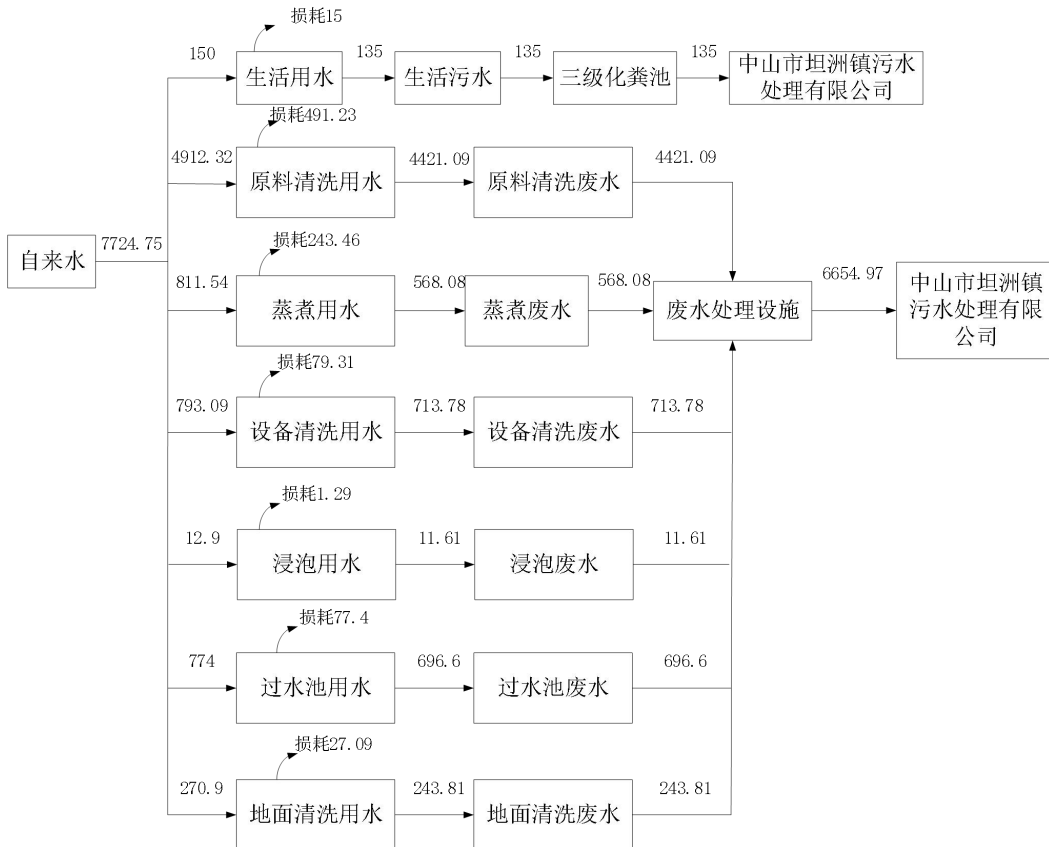 损耗15
150
生活用水
135
生活污水
135
三级化粪池
135
中山市坦洲镇污水
处理有限公司
损耗491.23
4912.32
原料清洗用水
4421.09
原料清洗废水
4421.09
自来水
7724.75
损耗243.46
811.54
蒸煮用水
568.08
蒸煮废水
568.08
废水处理设施
6654.97
中山市坦洲镇
污水处理有限
公司
损耗79.31
793.09
设备清洗用水
713.78
设备清洗废水
713.78
损耗1.29
12.9
浸泡用水
11.61
浸泡废水
11.61
损耗77.4
774
过水池用水
696.6
过水池废水
696.6
损耗27.09
270.9
地面清洗用水
243.81
地面清洗废水
243.81